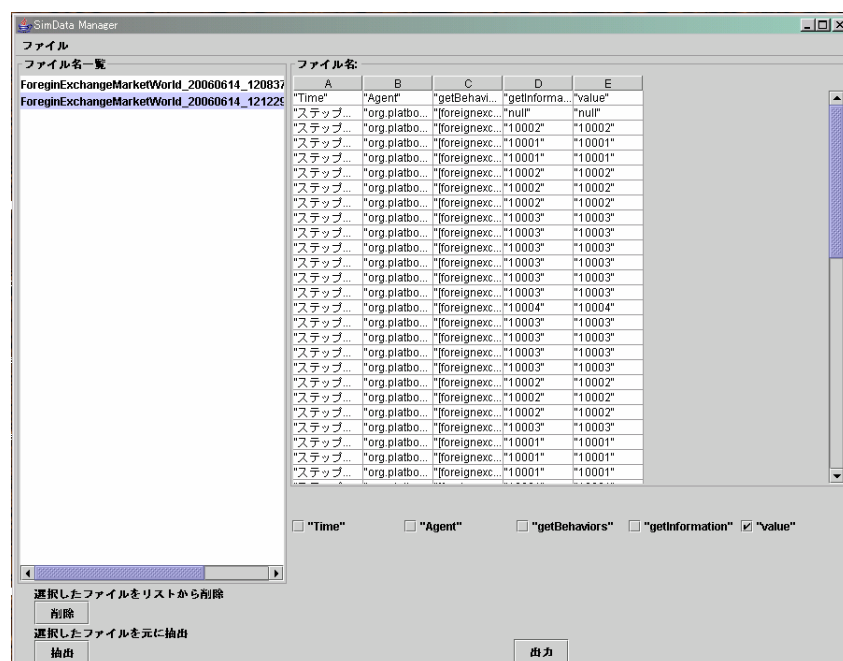 SimData Manager
ファイル
ファイル名一覧
ForeginExchangeMarketWorld_20060614_120837
ForeginExchangeMarketWorld_20060614_121229
ファイル名:
A B C D E
"Time" "Agent" "getBehavi... "getInforma... "value"
"ステップ... "org.platbo... "[foreignexc... "null" "null"
"ステップ... "org.platbo... "[foreignexc... "10002" "10002"
"ステップ... "org.platbo... "[foreignexc... "10001" "10001"
"ステップ... "org.platbo... "[foreignexc... "10001" "10001"
"ステップ... "org.platbo... "[foreignexc... "10002" "10002"
"ステップ... "org.platbo... "[foreignexc... "10002" "10002"
"ステップ... "org.platbo... "[foreignexc... "10002" "10002"
"ステップ... "org.platbo... "[foreignexc... "10003" "10003"
"ステップ... "org.platbo... "[foreignexc... "10003" "10003"
"ステップ... "org.platbo... "[foreignexc... "10003" "10003"
"ステップ... "org.platbo... "[foreignexc... "10003" "10003"
"ステップ... "org.platbo... "[foreignexc... "10003" "10003"
"ステップ... "org.platbo... "[foreignexc... "10003" "10003"
"ステップ... "org.platbo... "[foreignexc... "10004" "10004"
"ステップ... "org.platbo... "[foreignexc... "10003" "10003"
"ステップ... "org.platbo... "[foreignexc... "10003" "10003"
"ステップ... "org.platbo... "[foreignexc... "10003" "10003"
"ステップ... "org.platbo... "[foreignexc... "10003" "10003"
"ステップ... "org.platbo... "[foreignexc... "10002" "10002"
"ステップ... "org.platbo... "[foreignexc... "10002" "10002"
"ステップ... "org.platbo... "[foreignexc... "10002" "10002"
"ステップ... "org.platbo... "[foreignexc... "10003" "10003"
"ステップ... "org.platbo... "[foreignexc... "10001" "10001"
"ステップ... "org.platbo... "[foreignexc... "10001" "10001"
"ステップ... "org.platbo... "[foreignexc... "10001" "10001"
"Time" "Agent" "getBehaviors" "getInformation" "value"
選択したファイルをリストから削除
削除
選択したファイルを元に抽出
抽出
出力